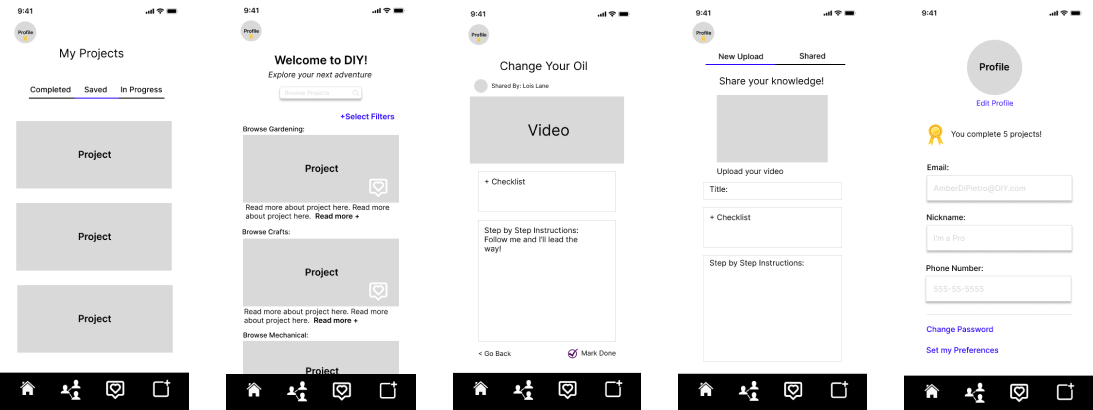 9:41
Profile
My Projects
Completed Saved In Progress
Project
Project
Project
9:41
Profile
Welcome to DIY!
Explore your next adventure
Browse Projects
+Select Filters
Browse Gardening:
Project
Read more about project here. Read more
about project here. Read more +
Browse Crafts:
Project
Read more about project here. Read more
about project here. Read more +
Browse Mechanical:
Project
9:41
Profile
Change Your Oil
Shared By: Lois Lane
Video
+ Checklist
Step by Step Instructions:
Follow me and I'll lead the
way!
< Go Back Mark Done
9:41
Profile
New Upload Shared
Share your knowledge!
Upload your video
Title:
+ Checklist
Step by Step Instructions:
9:41
Profile
Edit Profile
You complete 5 projects!
Email:
AmberDiPietro@DIY.com
Nickname:
I'm a Pro
Phone Number:
555-55-5555
Change Password
Set my Preferences